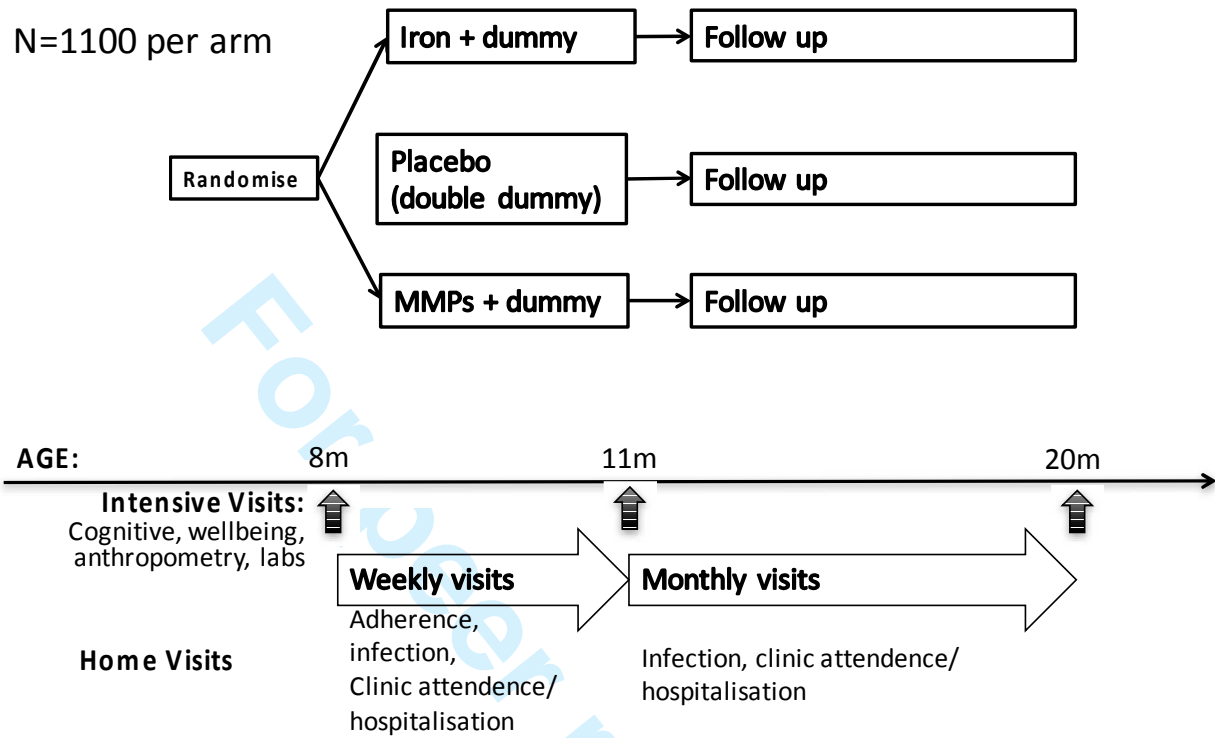 N=1100 per arm
Iron + dummy
Follow up
Randomise
Placebo
(double dummy)
Follow up
MMPs + dummy
Follow up
AGE:
8m
11m
20m
Intensive Visits:
Cognitive, wellbeing,
anthropometry, labs
Weekly visits
Monthly visits
Home Visits
Adherence,
infection,
Clinic attendence/
hospitalisation
Infection, clinic attendence/
hospitalisation
For peer r